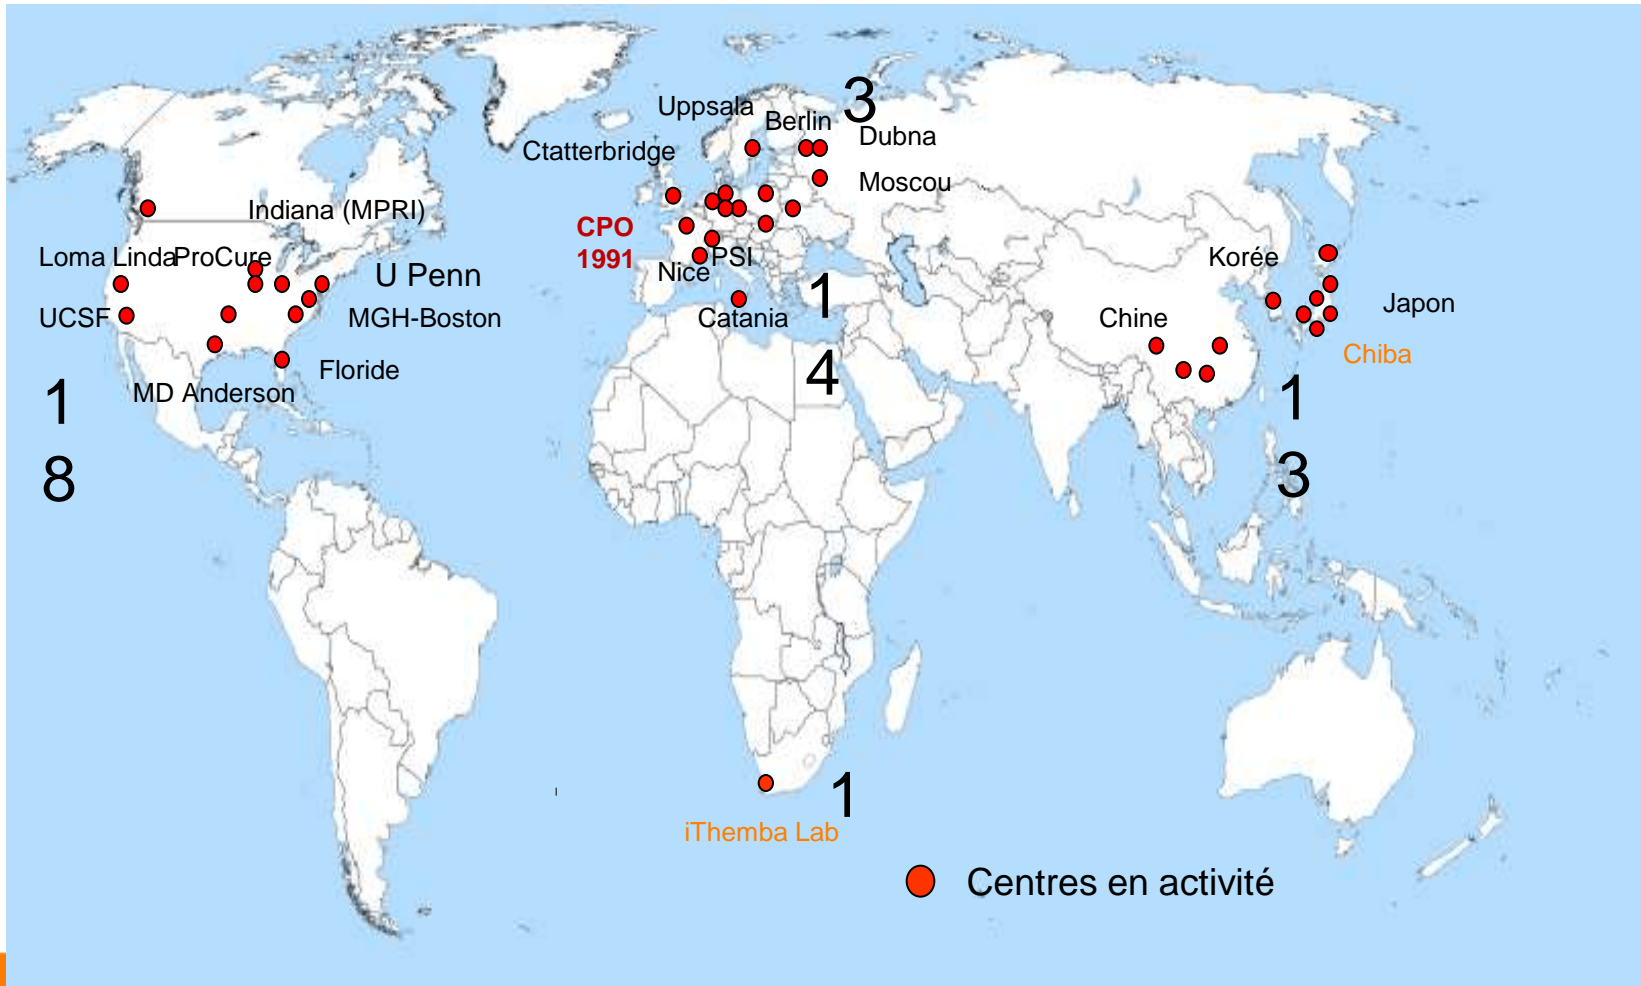 3
Uppsala
Berlin
Dubna
Ctatterbridge
Moscou
Indiana (MPRI)
CPO
1991
Loma Linda
ProCure
U Penn
PSI
Nice
Korée
UCSF
MGH-Boston
1
4
Catania
Chine
Japon
Chiba
Floride
MD Anderson
1
8
1
3
1
iThemba Lab
Centres en activité